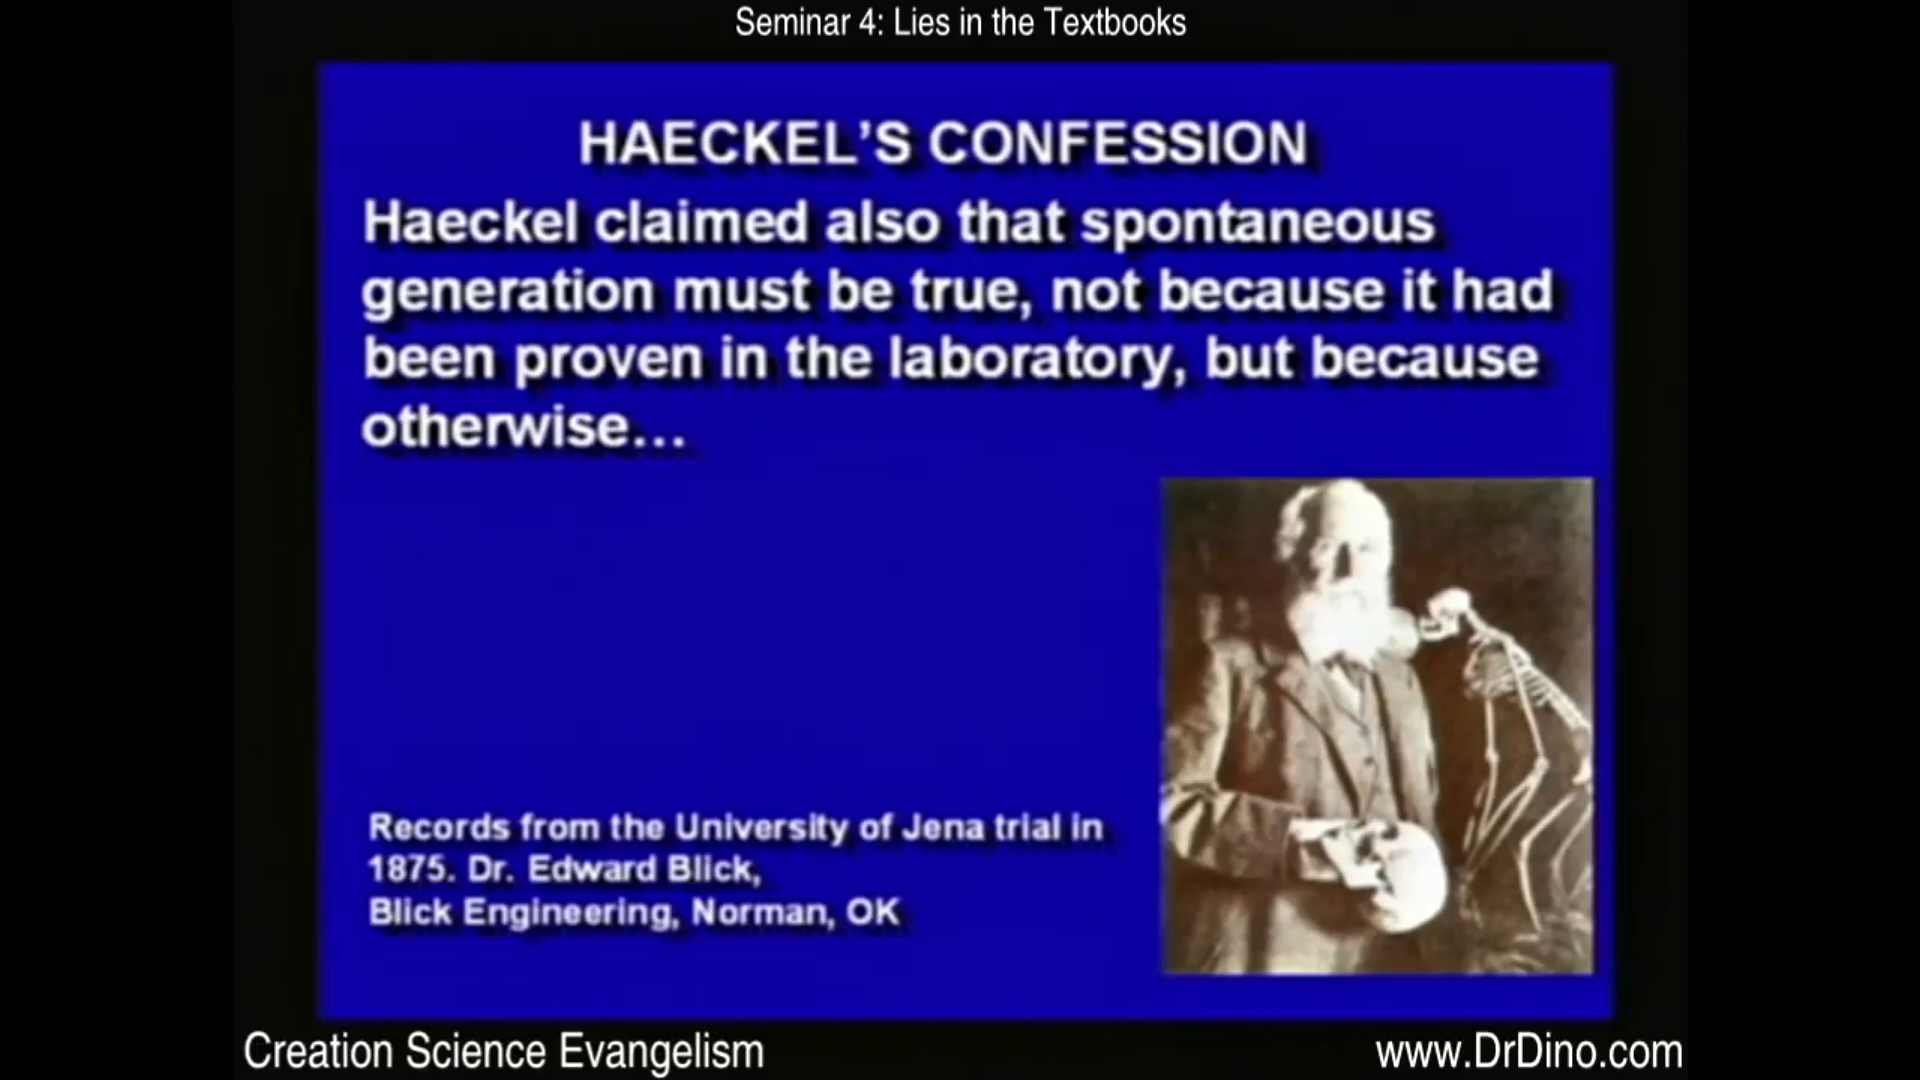 Seminar 4: Lies in the Textbooks
HAECKEL'S CONFESSION
Haeckel claimed also that spontaneous
generation must be true, not because it had
been proven in the laboratory, but because
otherwise…
Records from the University of Jena trial in
1875. Dr. Edward Blick,
Blick Engineering, Norman, OK
Creation Science Evangelism
www.DrDino.com